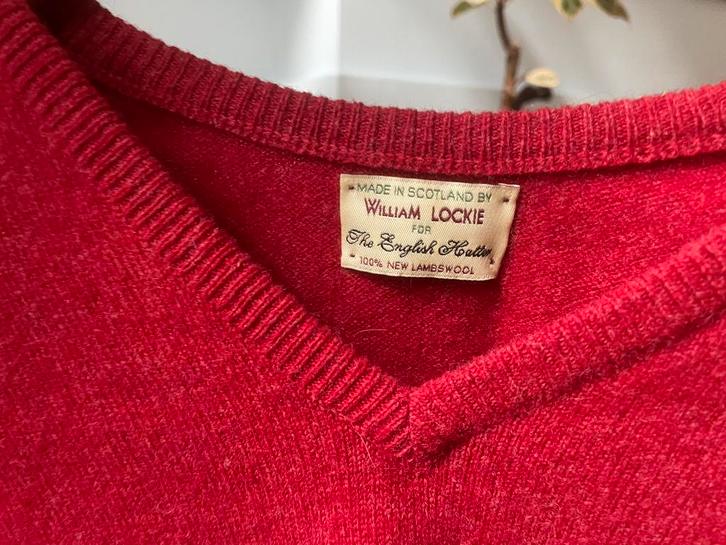 MADE IN SCOTLAND BY
WILLIAM LOCKIE
FOR
The English Hatter
100% NEW LAMBSWOOL